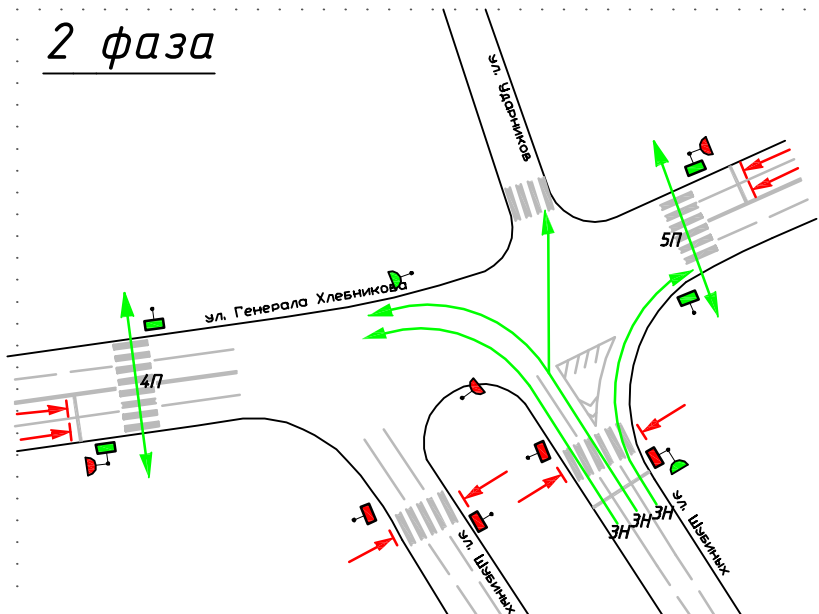 2 фаза
ул. Ударников
5П
ул. Генерала Хлебникова
4П
3Н 3Н 3Н
ул. Шубиных
ул. Шубиных